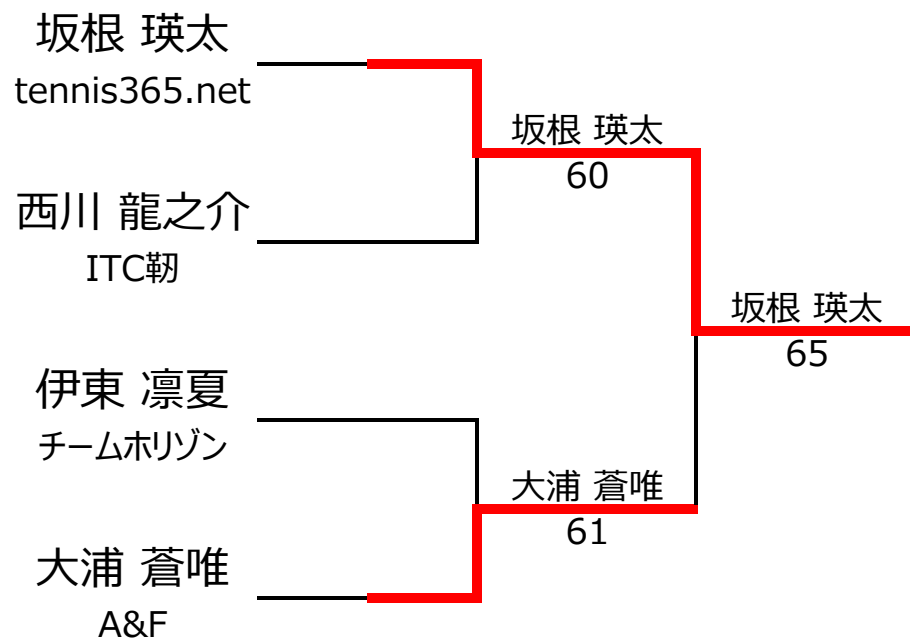 坂根 瑛太
tennis365.net
坂根 瑛太
60
西川 龍之介
ITC靭
坂根 瑛太
65
伊東 凛夏
チームホリゾン
大浦 蒼唯
61
大浦 蒼唯
A&F